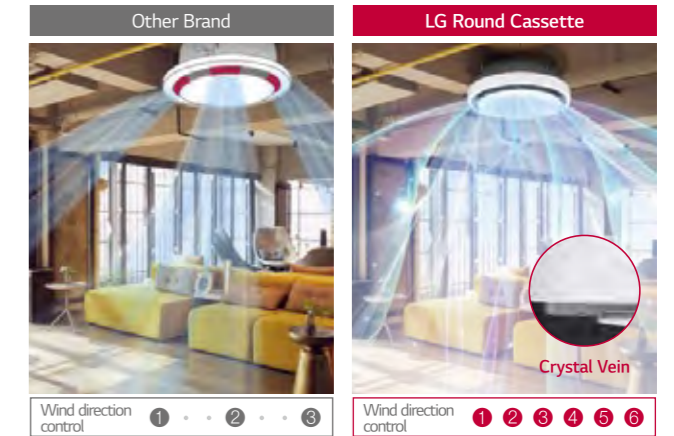 Other Brand
LG Round Cassette
Crystal Vein
Wind direction
control
1 2 3
Wind direction
control
1 2 3 4 5 6